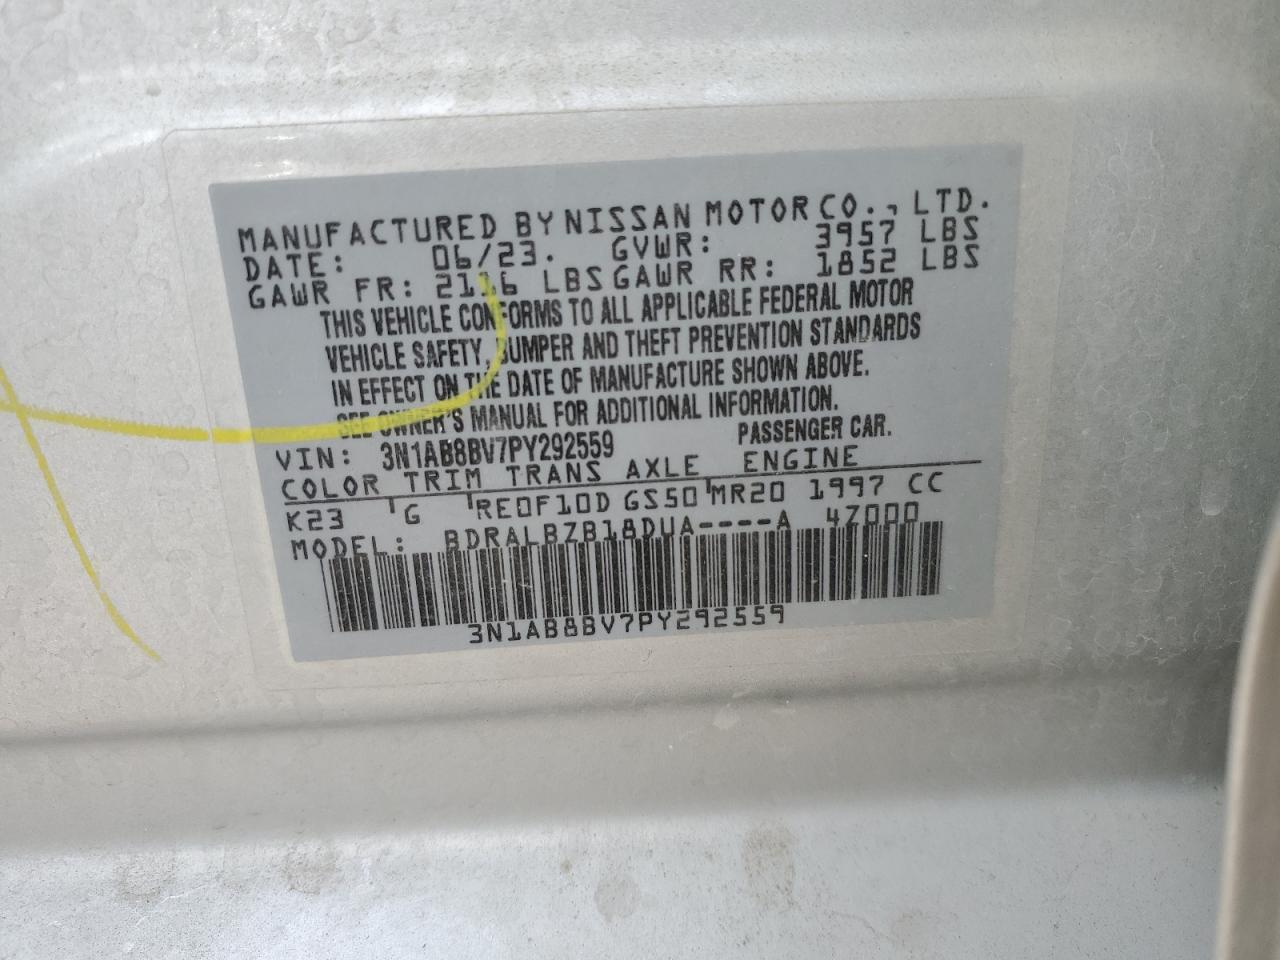 MANUFACTURED BY NISSAN MOTOR CO., LTD.
DATE: 06/23. GVWR: 3957 LBS
GAWR FR: 2116 LBS GAWR RR: 1852 LBS
THIS VEHICLE CONFORMS TO ALL APPLICABLE FEDERAL MOTOR
VEHICLE SAFETY, BUMPER AND THEFT PREVENTION STANDARDS
IN EFFECT ON THE DATE OF MANUFACTURE SHOWN ABOVE.
SEE OWNER'S MANUAL FOR ADDITIONAL INFORMATION.
VIN: 3N1AB8BV7PY292559 PASSENGER CAR.
COLOR TRIM TRANS AXLE ENGINE
K23 G RE0F10D GS50 MR20 1997 CC
MODEL: BDRALBZB18DUA----A 4Z000
3N1AB8BV7PY292559